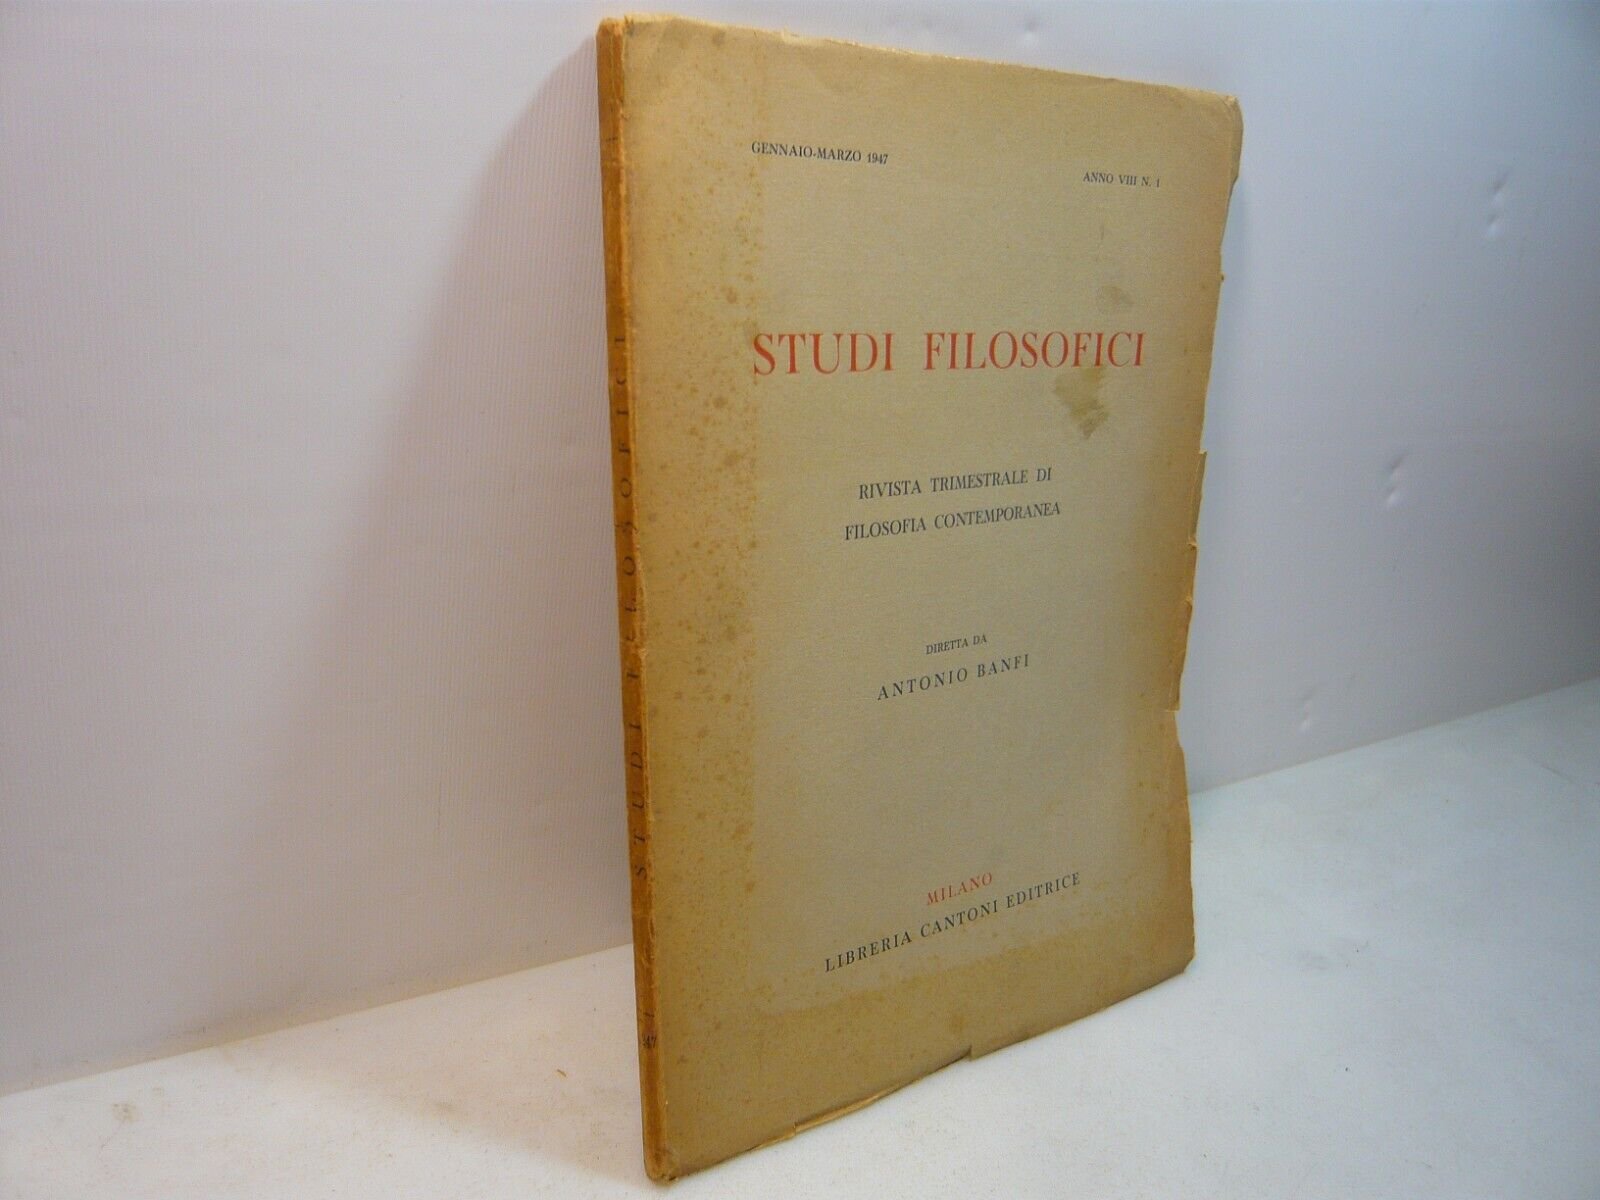 GENNAIO-MARZO 1947
ANNO VIII N. 1
STUDI FILOSOFICI
RIVISTA TRIMESTRALE DI
FILOSOFIA CONTEMPORANEA
DIRETTA DA
ANTONIO BANFI
MILANO
LIBRERIA CANTONI EDITRICE
STUDI FILOSOFICI